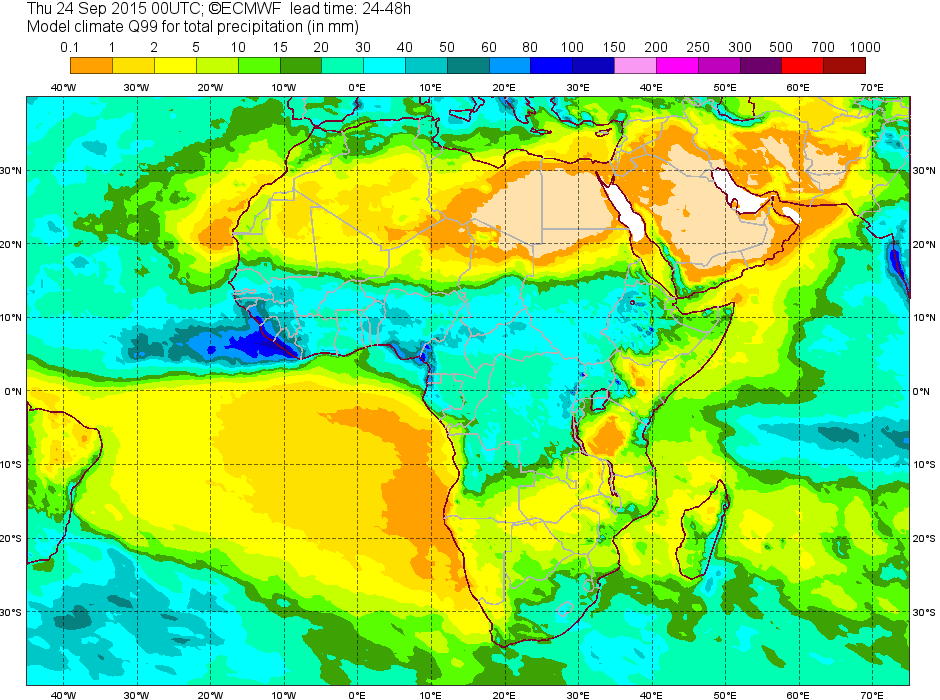 Thu 24 Sep 2015 00UTC; ©ECMWF lead time: 24-48h
Model climate Q99 for total precipitation (in mm)
0.1 1 2 5 10 15 20 30 40 50 60 80 100 150 200 250 300 500 700 1000
40°W 30°W 20°W 10°W 0°E 10°E 20°E 30°E 40°E 50°E 60°E 70°E
30°N 30°N
20°N 20°N
10°N 10°N
0°N 0°N
10°S 10°S
20°S 20°S
30°S 30°S
40°W 30°W 20°W 10°W 0°E 10°E 20°E 30°E 40°E 50°E 60°E 70°E